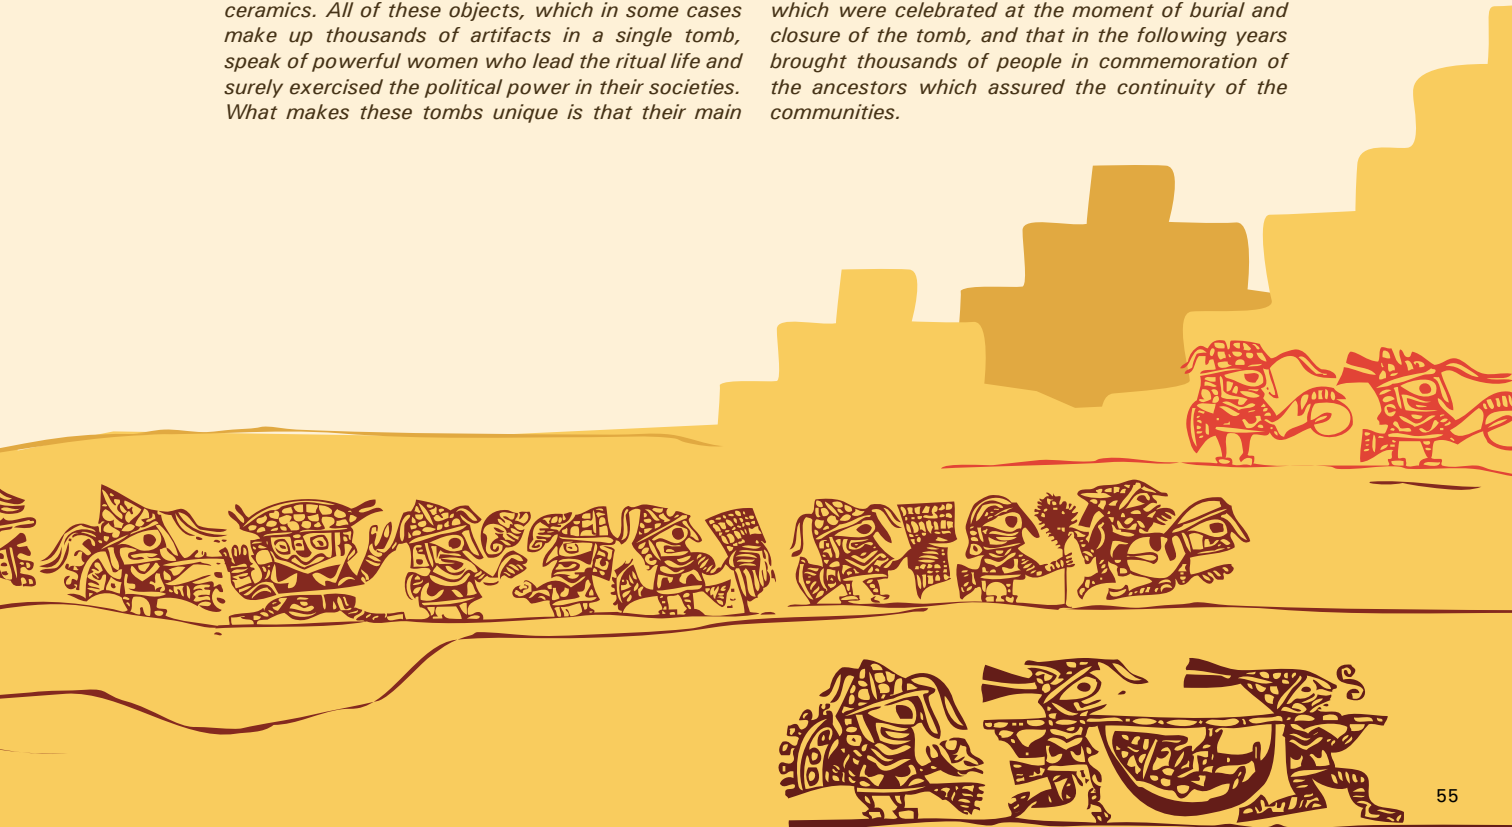 ceramics. All of these objects, which in some cases
make up thousands of artifacts in a single tomb,
speak of powerful women who lead the ritual life and
surely exercised the political power in their societies.
What makes these tombs unique is that their main
which were celebrated at the moment of burial and
closure of the tomb, and that in the following years
brought thousands of people in commemoration of
the ancestors which assured the continuity of the
communities.
55